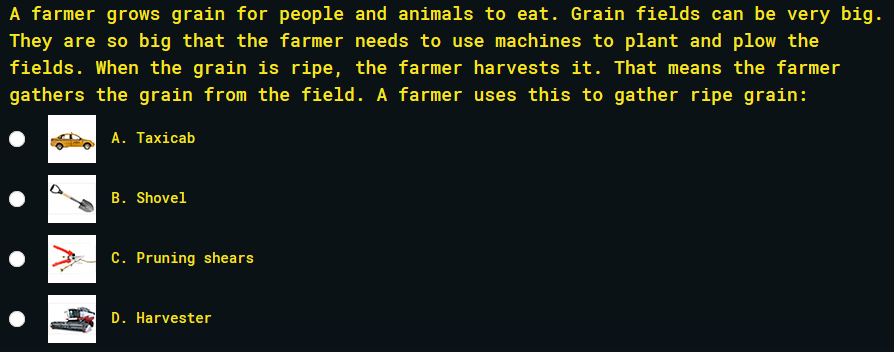 A farmer grows grain for people and animals to eat. Grain fields can be very big.
They are so big that the farmer needs to use machines to plant and plow the
fields. When the grain is ripe, the farmer harvests it. That means the farmer
gathers the grain from the field. A farmer uses this to gather ripe grain:
A. Taxicab
B. Shovel
C. Pruning shears
D. Harvester